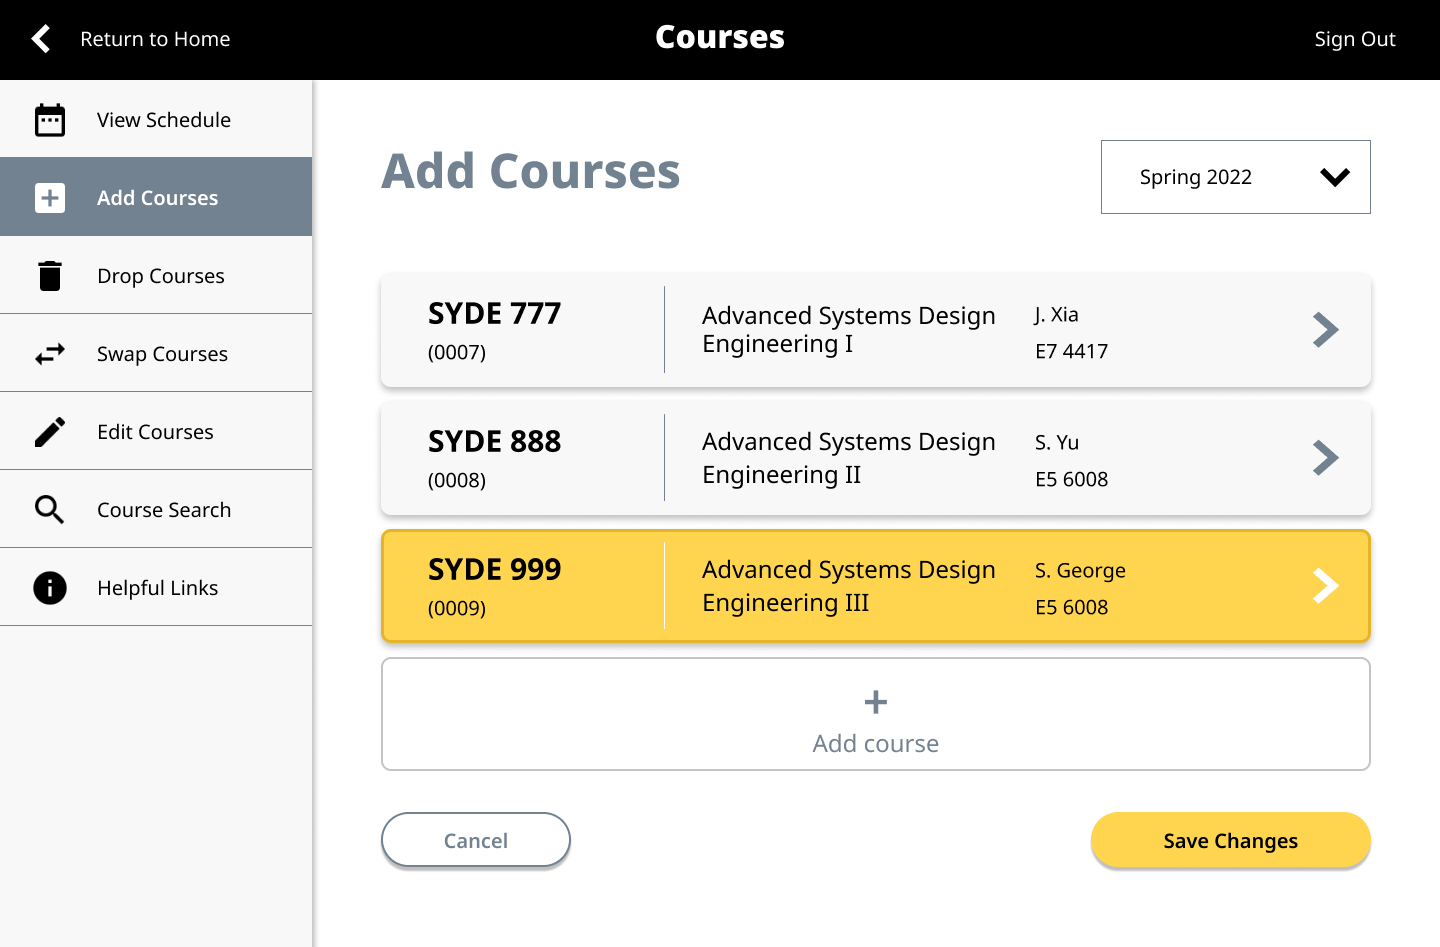 Return to Home
Courses
Sign Out
View Schedule
Add Courses
Drop Courses
Swap Courses
Edit Courses
Course Search
Helpful Links
Add Courses
Spring 2022
SYDE 777
(0007)
Advanced Systems Design
Engineering I
J. Xia
E7 4417
SYDE 888
(0008)
Advanced Systems Design
Engineering II
S. Yu
E5 6008
SYDE 999
(0009)
Advanced Systems Design
Engineering III
S. George
E5 6008
Add course
Cancel
Save Changes